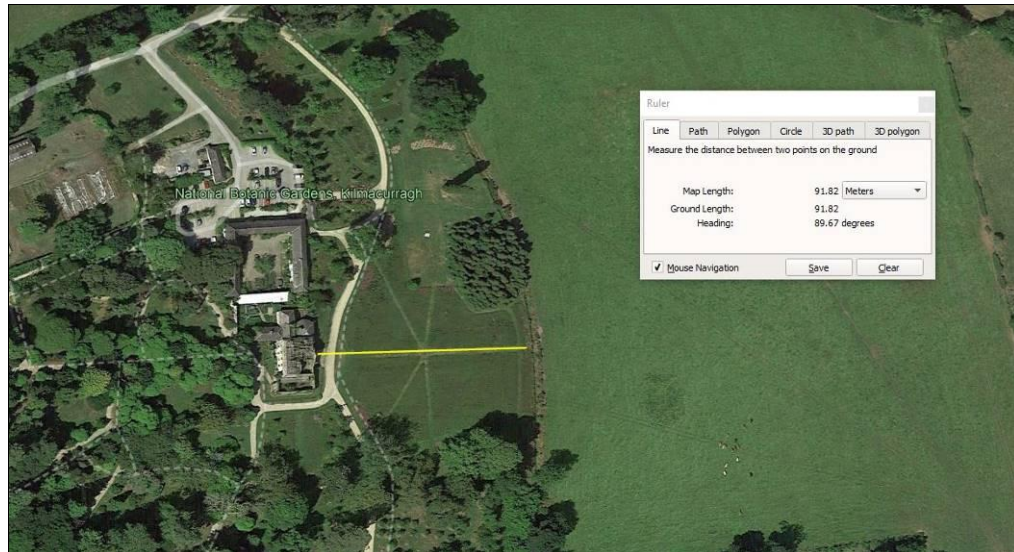 National Botanic Gardens, Kilmacurragh
Ruler
Line Path Polygon Circle 3D path 3D polygon
Measure the distance between two points on the ground
Map Length: 91.82 Meters
Ground Length: 91.82
Heading: 89.67 degrees
Mouse Navigation Save Clear